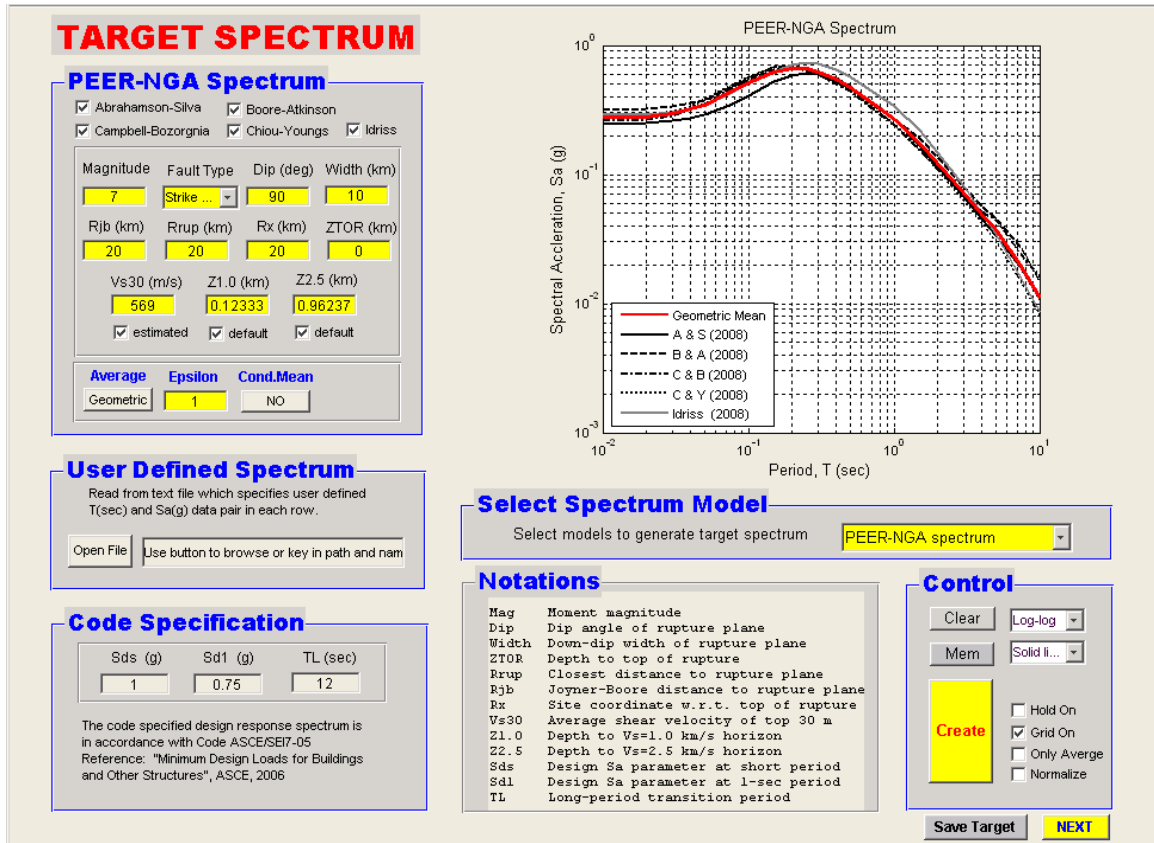 TARGET SPECTRUM
PEER-NGA Spectrum
Abrahamson-Silva
Boore-Atkinson
Campbell-Bozorgnia
Chiou-Youngs
Idriss
Magnitude
Fault Type
Dip (deg)
Width (km)
7
Strike ...
90
10
Rjb (km)
Rrup (km)
Rx (km)
ZTOR (km)
20
20
20
0
Vs30 (m/s)
Z1.0 (km)
Z2.5 (km)
569
0.12333
0.96237
estimated
default
default
Average
Epsilon
Cond.Mean
Geometric
1
NO
User Defined Spectrum
Read from text file which specifies user defined
T(sec) and Sa(g) data pair in each row.
Open File
Use button to browse or key in path and nam
Code Specification
Sds (g)
Sd1 (g)
TL (sec)
1
0.75
12
The code specified design response spectrum is
in accordance with Code ASCE/SEI7-05
Reference: "Minimum Design Loads for Buildings
and Other Structures", ASCE, 2006
PEER-NGA Spectrum
Spectral Accleration, Sa (g)
10^0
10^-1
10^-2
10^-3
Geometric Mean
A & S (2008)
B & A (2008)
C & B (2008)
C & Y (2008)
Idriss (2008)
10^-2
10^-1
10^0
10^1
Period, T (sec)
Select Spectrum Model
Select models to generate target spectrum
PEER-NGA spectrum
Notations
Mag Moment magnitude
Dip Dip angle of rupture plane
Width Down-dip width of rupture plane
ZTOR Depth to top of rupture
Rrup Closest distance to rupture plane
Rjb Joyner-Boore distance to rupture plane
Rx Site coordinate w.r.t. top of rupture
Vs30 Average shear velocity of top 30 m
Z1.0 Depth to Vs=1.0 km/s horizon
Z2.5 Depth to Vs=2.5 km/s horizon
Sds Design Sa parameter at short period
Sd1 Design Sa parameter at 1-sec period
TL Long-period transition period
Control
Clear
Log-log
Mem
Solid li...
Create
Hold On
Grid On
Only Averge
Normalize
Save Target
NEXT